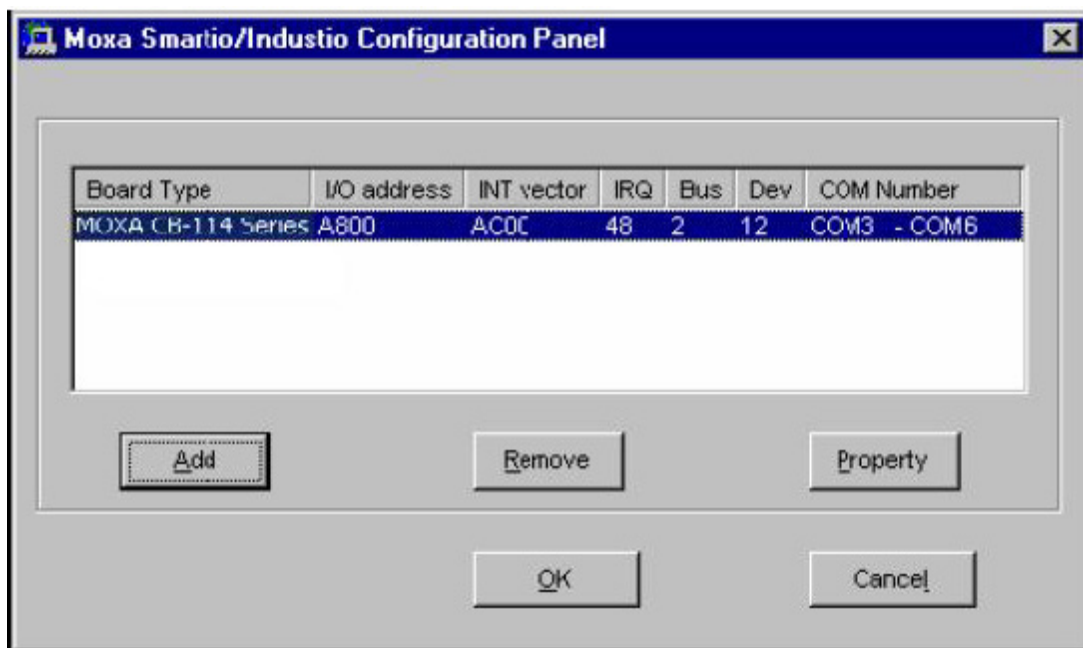 Moxa Smartio/Industio Configuration Panel
Board Type I/O address INT vector IRQ Bus Dev COM Number
MOXA CB-114 Series A800 AC00 48 2 12 COM3 - COM6
Add Remove Property
OK Cancel